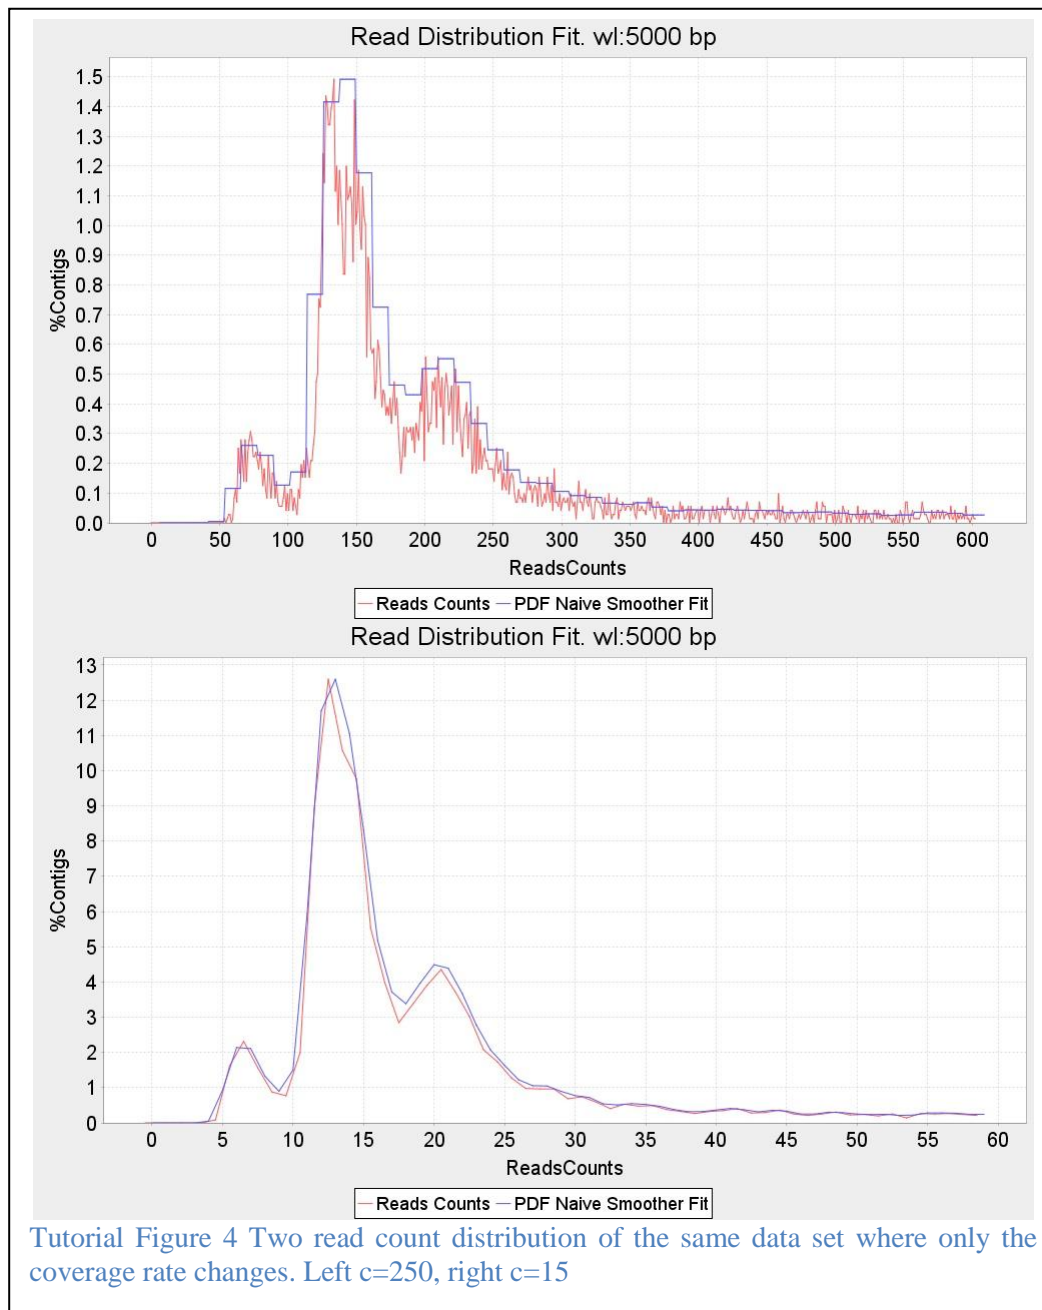 Read Distribution Fit. wl:5000 bp
1.5
1.4
1.3
1.2
1.1
1.0
0.9
0.8
0.7
0.6
0.5
0.4
0.3
0.2
0.1
0.0
%Contigs
0 50 100 150 200 250 300 350 400 450 500 550 600
ReadsCounts
Reads Counts PDF Naive Smoother Fit
Read Distribution Fit. wl:5000 bp
13
12
11
10
9
8
7
6
5
4
3
2
1
0
%Contigs
0 5 10 15 20 25 30 35 40 45 50 55 60
ReadsCounts
Reads Counts PDF Naive Smoother Fit
Tutorial Figure 4 Two read count distribution of the same data set where only the
coverage rate changes. Left c=250, right c=15